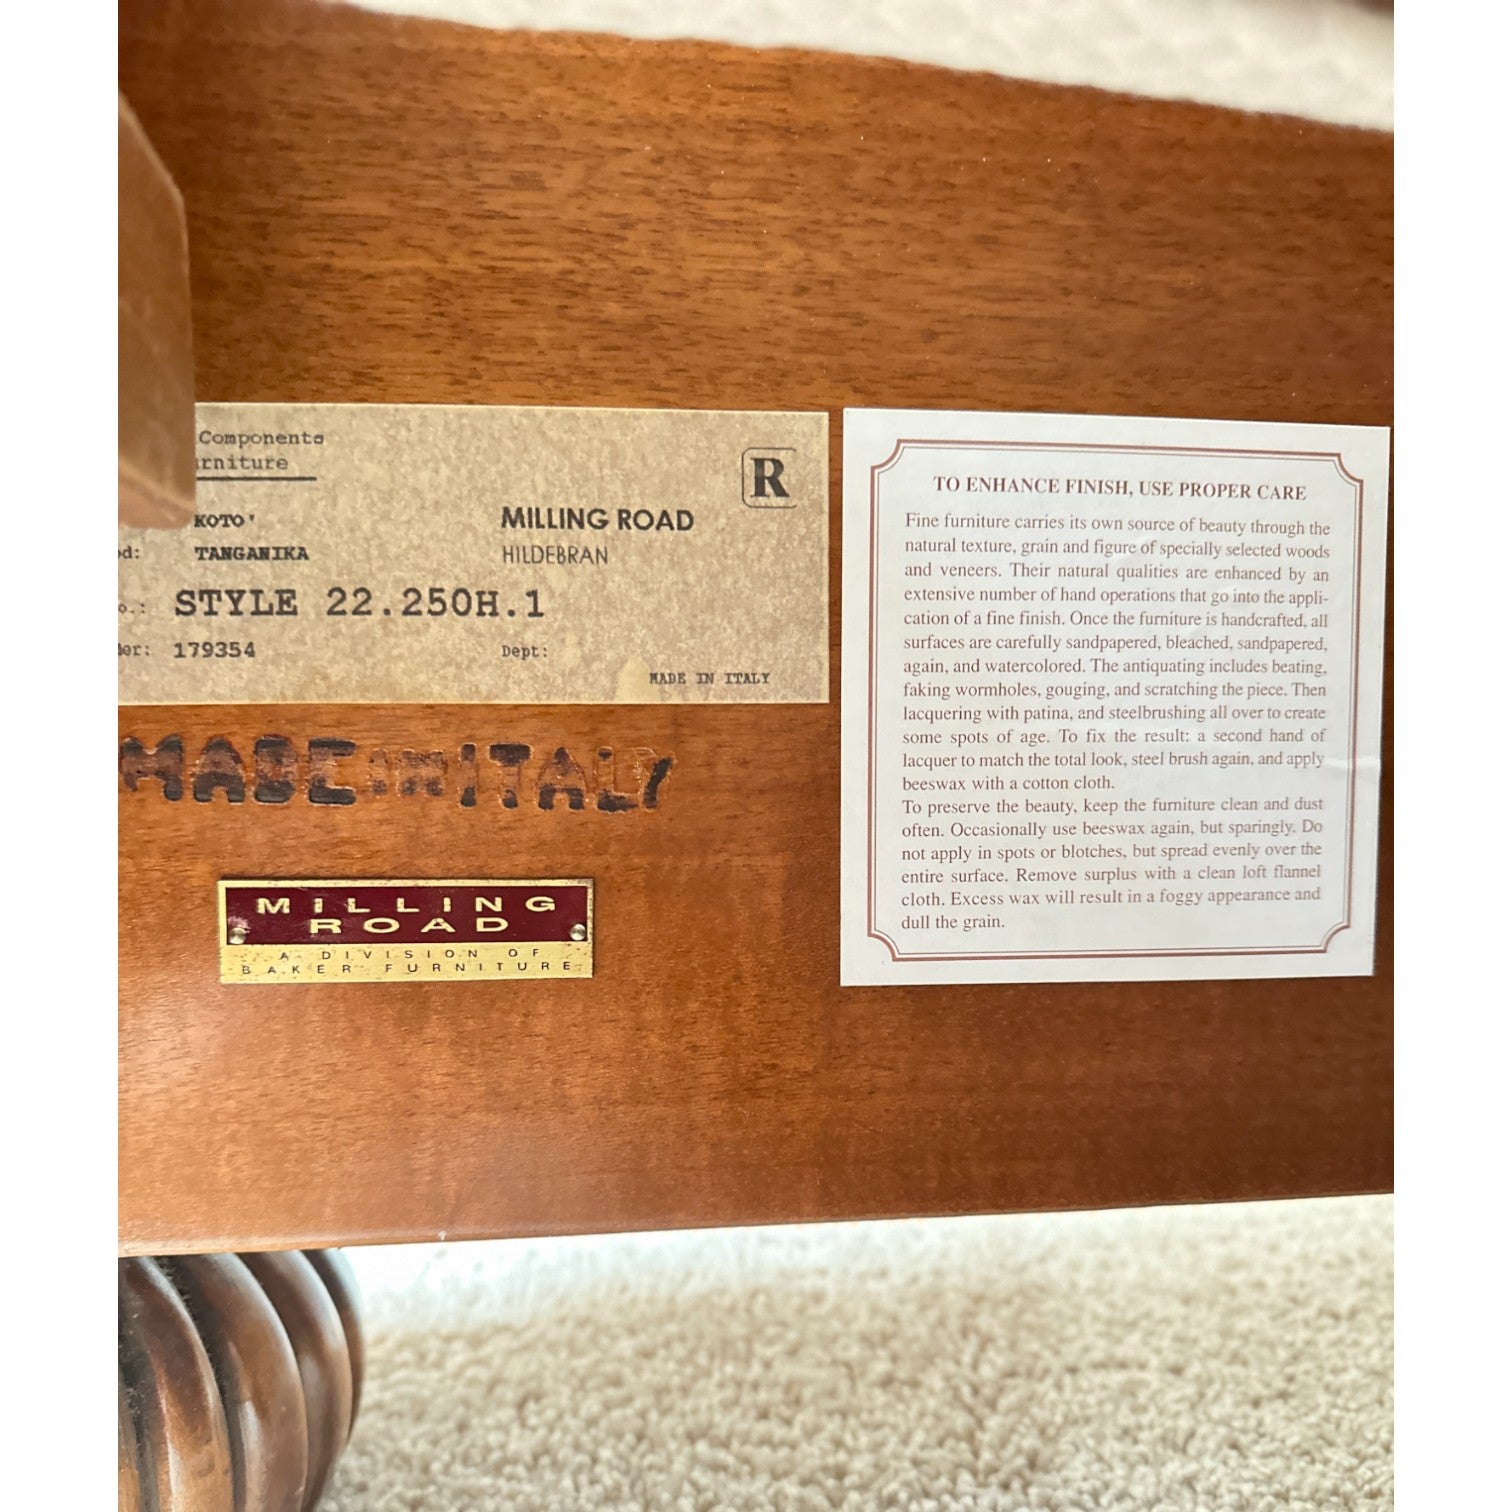 Components
rniture
KOTO'
d: TANGANIKA
o.: STYLE 22.250H.1
er: 179354
R
MILLING ROAD
HILDEBRAN
Dept:
MADE IN ITALY
MADE IN ITALY
MILLING
ROAD
A DIVISION OF
BAKER FURNITURE
TO ENHANCE FINISH, USE PROPER CARE
Fine furniture carries its own source of beauty through the
natural texture, grain and figure of specially selected woods
and veneers. Their natural qualities are enhanced by an
extensive number of hand operations that go into the appli-
cation of a fine finish. Once the furniture is handcrafted, all
surfaces are carefully sandpapered, bleached, sandpapered,
again, and watercolored. The antiquating includes beating,
faking wormholes, gouging, and scratching the piece. Then
lacquering with patina, and steelbrushing all over to create
some spots of age. To fix the result: a second hand of
lacquer to match the total look, steel brush again, and apply
beeswax with a cotton cloth.
To preserve the beauty, keep the furniture clean and dust
often. Occasionally use beeswax again, but sparingly. Do
not apply in spots or blotches, but spread evenly over the
entire surface. Remove surplus with a clean loft flannel
cloth. Excess wax will result in a foggy appearance and
dull the grain.